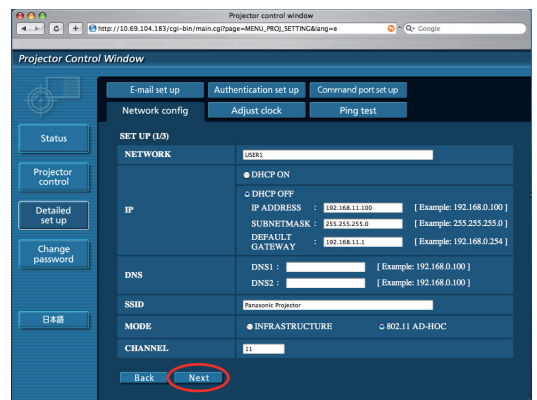 Projector control window
http://10.69.104.183/cgi-bin/main.cgi?page=MENU_PROJ_SETTING&lang=e
Q- Google
Projector Control Window
E-mail set up
Authentication set up
Command port set up
Network config
Adjust clock
Ping test
Status
Projector
control
Detailed
set up
Change
password
日本語
SET UP (1/3)
NETWORK
USER1
IP
DHCP ON
DHCP OFF
IP ADDRESS : 192.168.11.100 [ Example: 192.168.0.100 ]
SUBNETMASK : 255.255.255.0 [ Example: 255.255.255.0 ]
DEFAULT
GATEWAY : 192.168.11.1 [ Example: 192.168.0.254 ]
DNS
DNS1 : [ Example: 192.168.0.100 ]
DNS2 : [ Example: 192.168.0.100 ]
SSID
Panasonic Projector
MODE
INFRASTRUCTURE
802.11 AD-HOC
CHANNEL
11
Back
Next